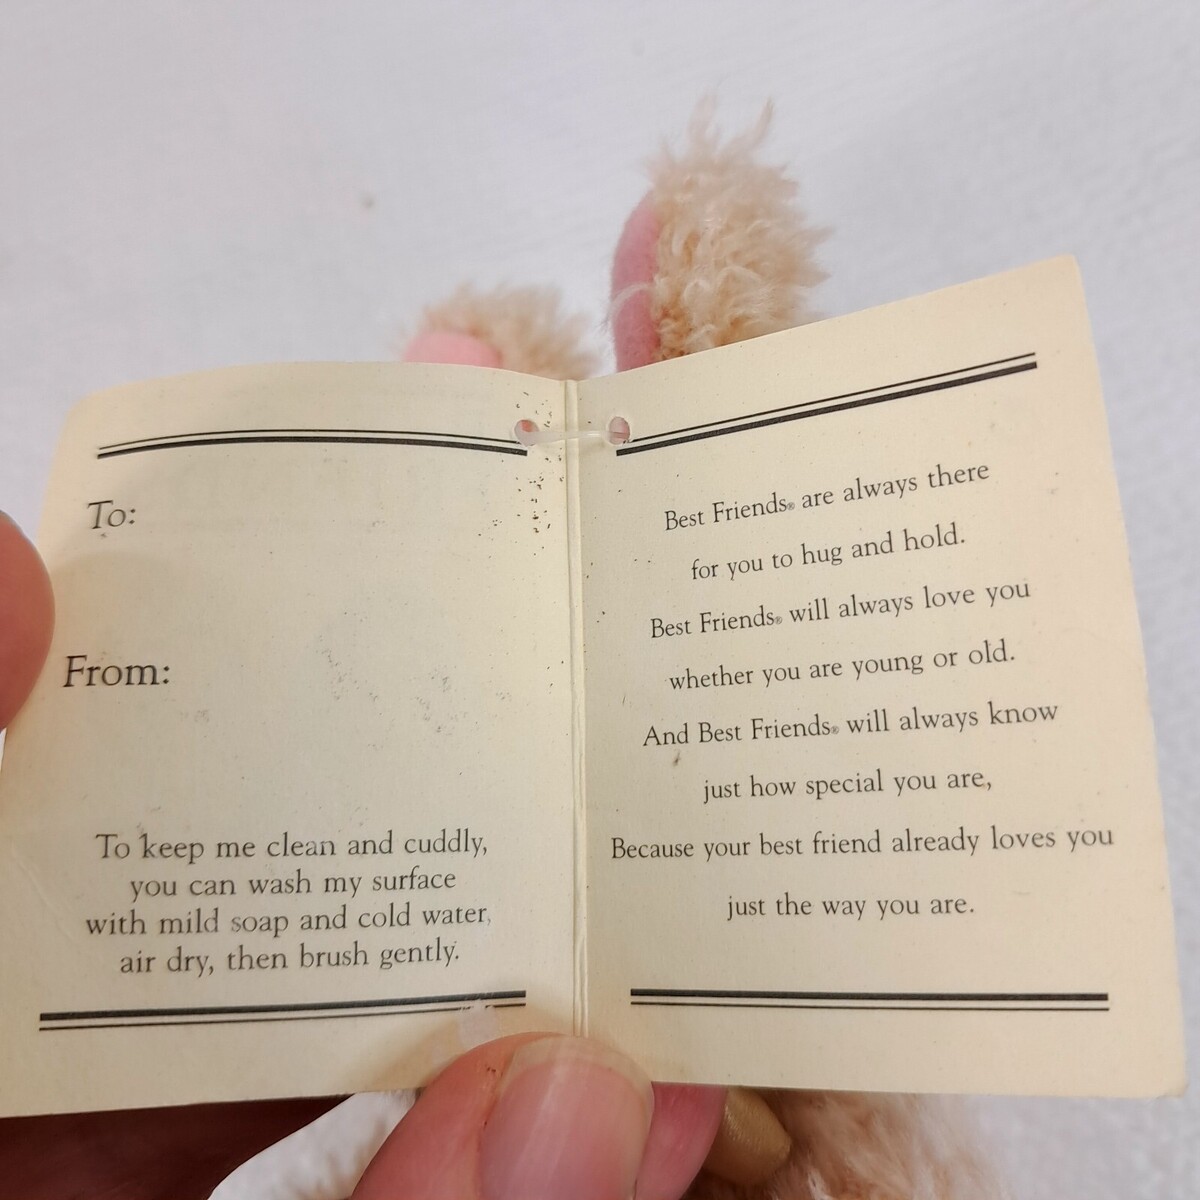 To:
From:
To keep me clean and cuddly,
you can wash my surface
with mild soap and cold water,
air dry, then brush gently.
Best Friends® are always there
for you to hug and hold.
Best Friends® will always love you
whether you are young or old.
And Best Friends® will always know
just how special you are,
Because your best friend already loves you
just the way you are.